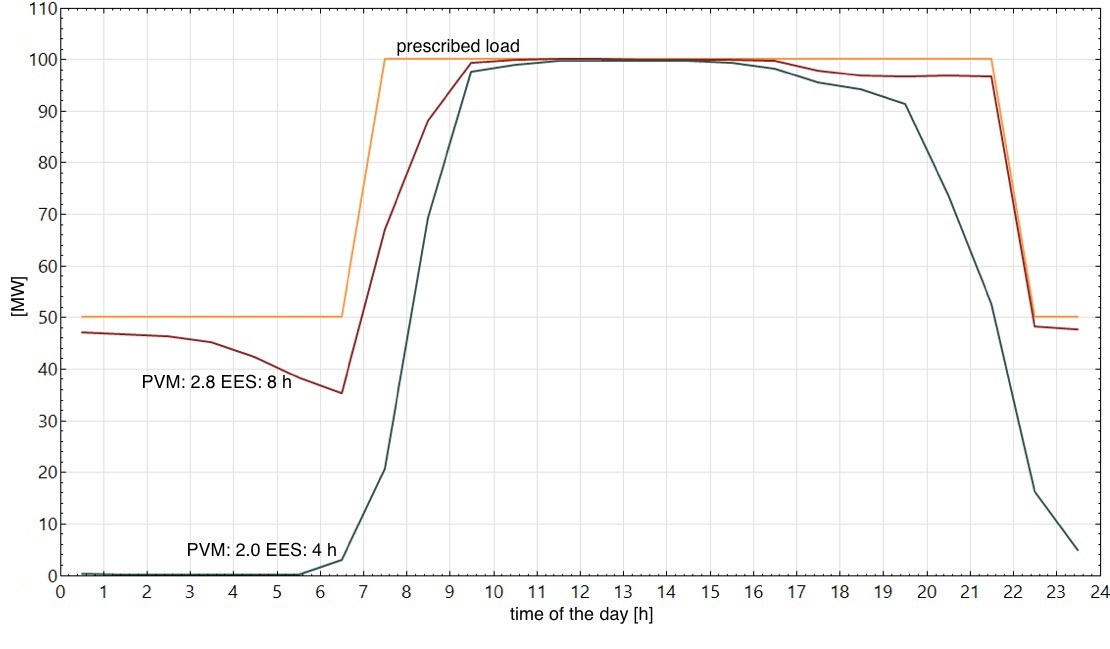 110
prescribed load
100
90
80
70
60
[MW]
50
40
PVM: 2.8 EES: 8 h
30
20
10
PVM: 2.0 EES: 4 h
0
0 1 2 3 4 5 6 7 8 9 10 11 12 13 14 15 16 17 18 19 20 21 22 23 24
time of the day [h]